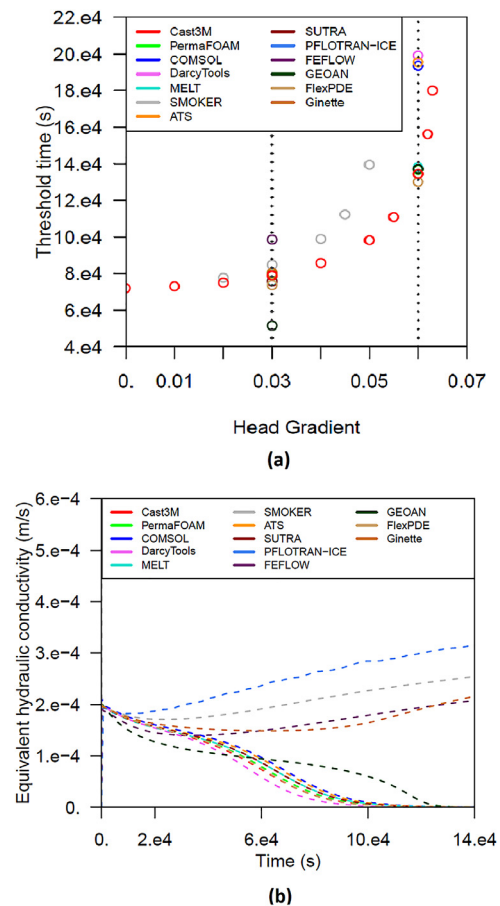 20.e4
18.e4
16.e4
14.e4
12.e4
10.e4
8.e4
6.e4
4.e4
Threshold time (s)
Cast3M
PermaFOAM
COMSOL
DarcyTools
MELT
SMOKER
ATS
SUTRA
PFLOTRAN-ICE
FEFLOW
GEOAN
FlexPDE
Ginette
0. 0.01 0.03 0.05 0.07
Head Gradient
(a)
6.e-4
5.e-4
4.e-4
3.e-4
2.e-4
1.e-4
0.
Equivalent hydraulic conductivity (m/s)
Cast3M
PermaFOAM
COMSOL
DarcyTools
MELT
SMOKER
ATS
SUTRA
PFLOTRAN-ICE
FEFLOW
GEOAN
FlexPDE
Ginette
0. 2.e4 6.e4 10.e4 14.e4
Time (s)
(b)